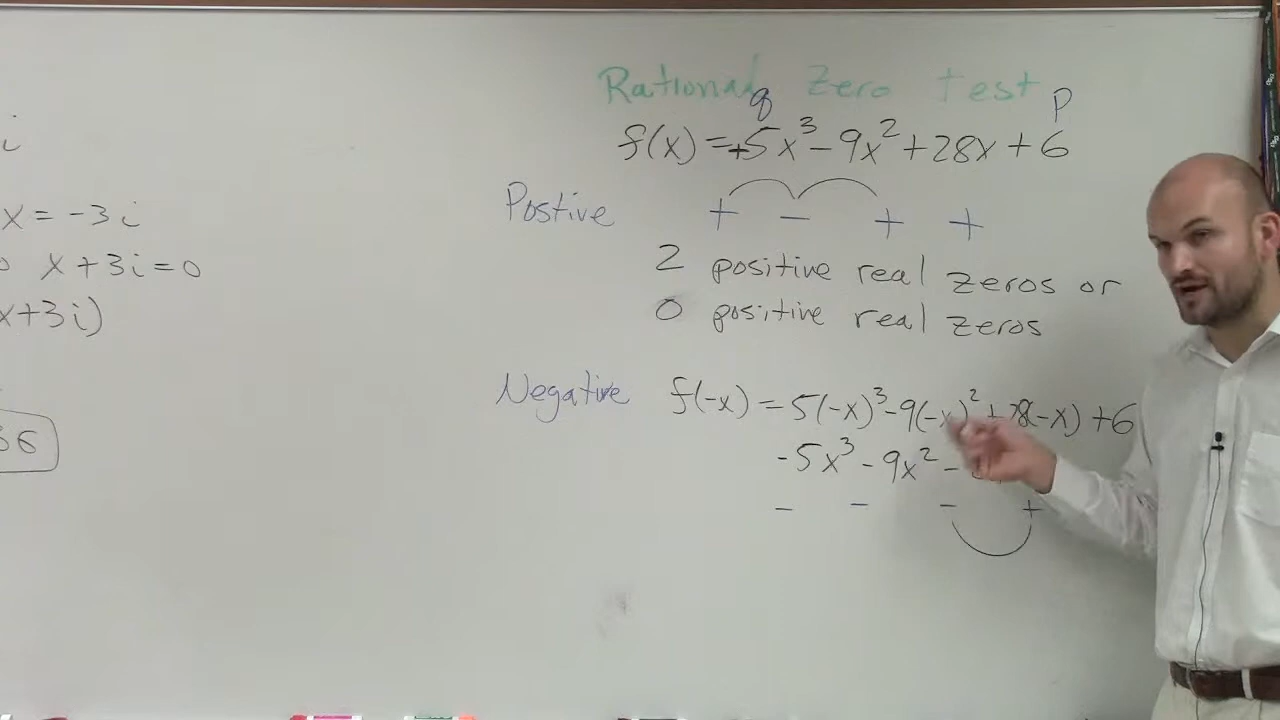 i
x = -3i
x+3i=0
x+3i)
36
Rational Zero test
q p
f(x) = +5x³ - 9x² + 28x + 6
Postive + - + +
2 positive real zeros or
0 positive real zeros
Negative f(-x) = 5(-x)³ - 9(-x)² + 28(-x) + 6
-5x³ - 9x² -
- - - +